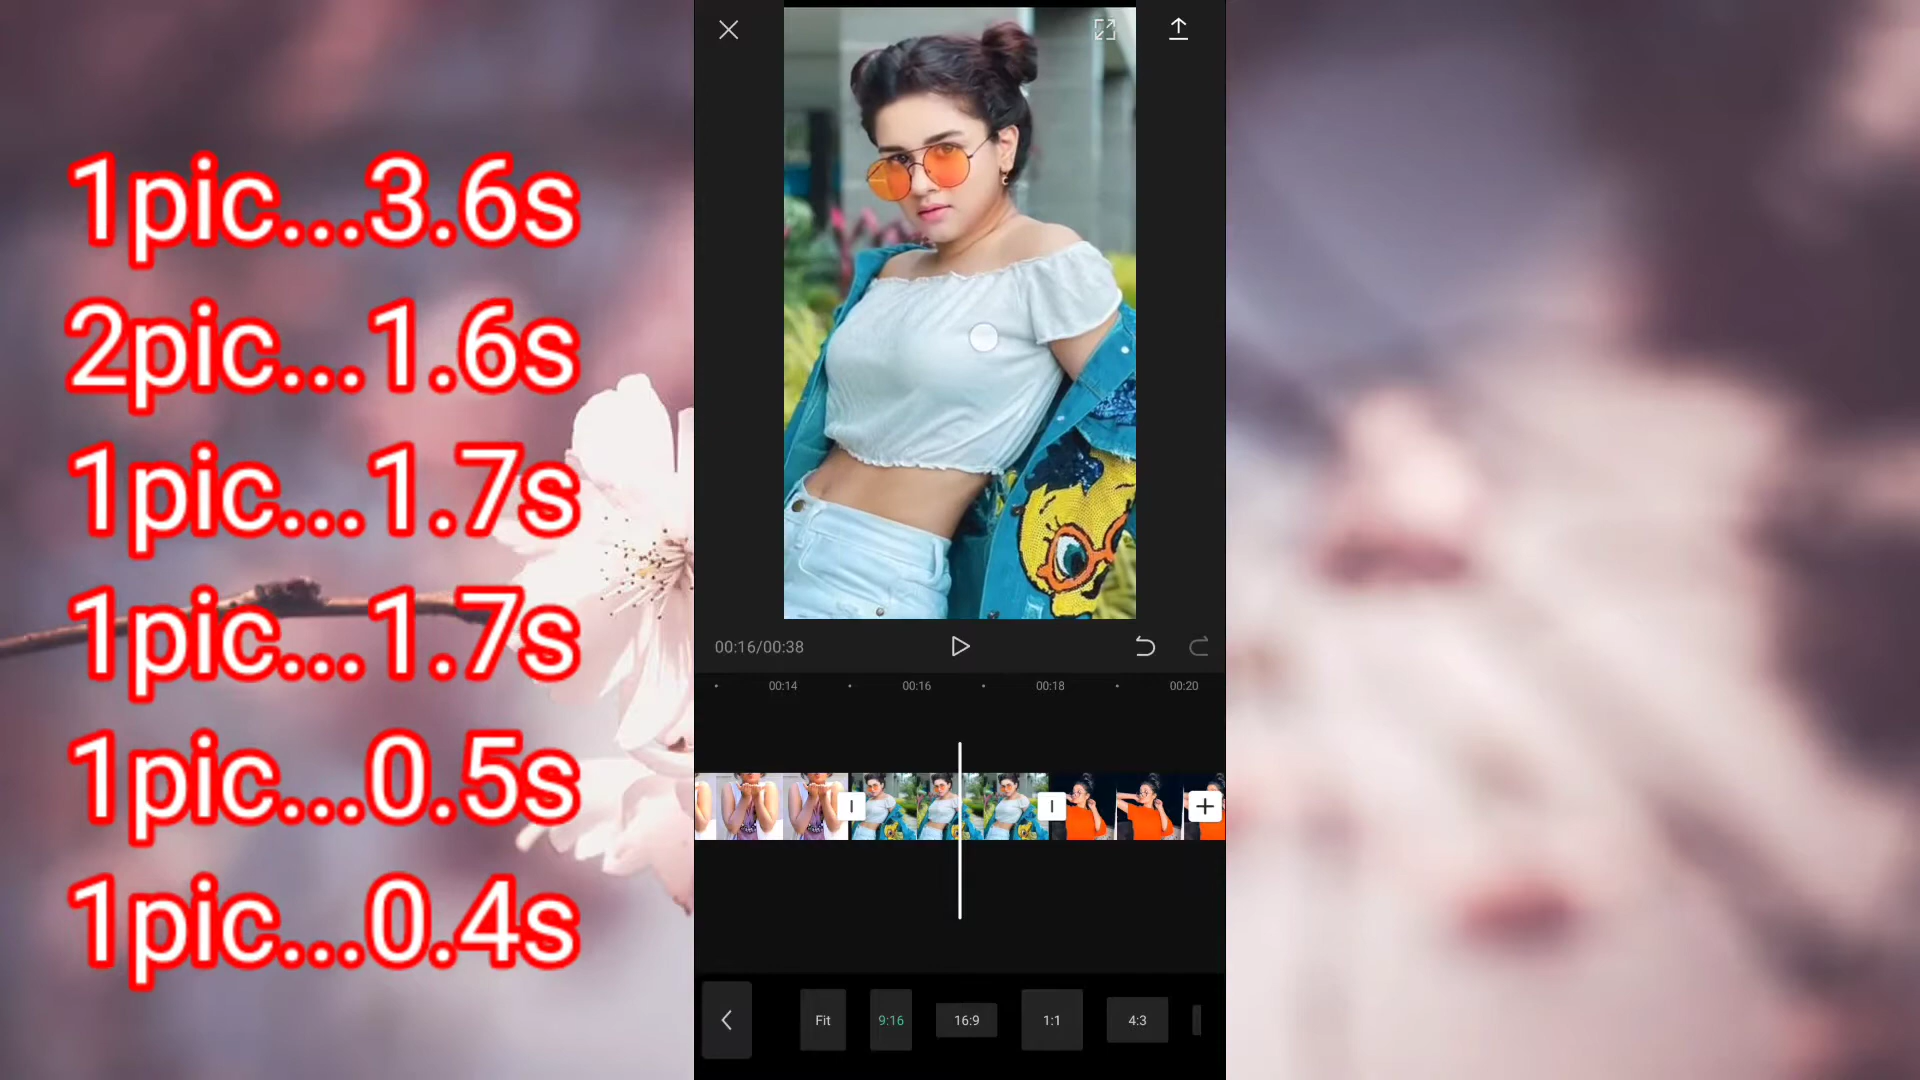 1pic...3.6s
2pic...1.6s
1pic...1.7s
1pic...1.7s
1pic...0.5s
1pic...0.4s
00:16/00:38
00:14 00:16 00:18 00:20
Fit 9:16 16:9 1:1 4:3